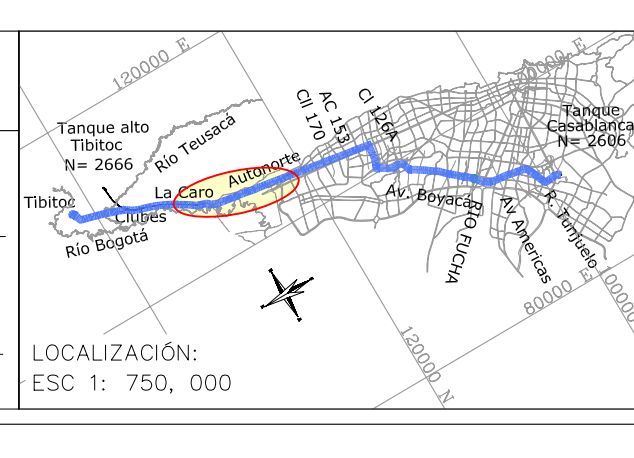 120000 E
Tanque alto
Tibitoc
N= 2666
Río Teusacá
Cll 170
AC 153
Cl 126A
Tanque
Casablanca
N= 2606
Tibitoc
La Caro
Autonorte
Clubes
Río Bogotá
Av. Boyacá
RIO FUCHA
Av Americas
R. Tunjuelo
80000 E
100000
120000 N
LOCALIZACIÓN:
ESC 1: 750, 000